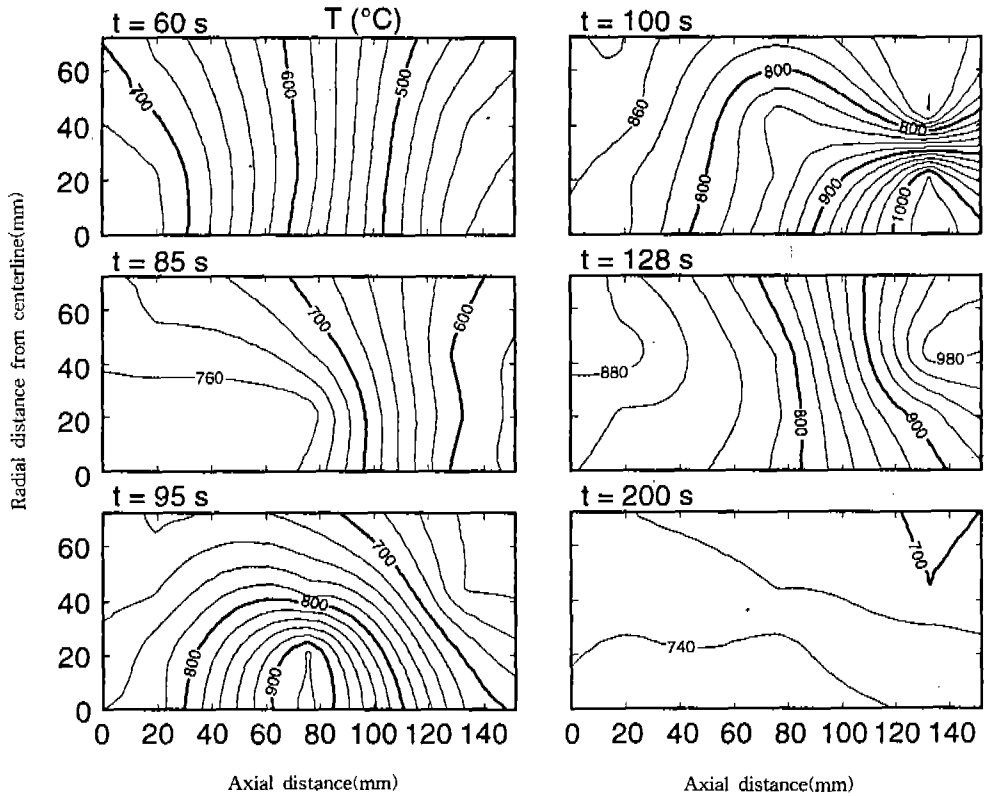 t = 60 s
T (°C)
t = 100 s
60
40
20
0
700
600
500
860
800
800
800
900
1000
t = 85 s
t = 128 s
60
40
20
0
700
600
760
880
980
800
900
t = 95 s
t = 200 s
60
40
20
0
700
800
800
900
700
740
0 20 40 60 80 100 120 140
0 20 40 60 80 100 120 140
Radial distance from centerline(mm)
Axial distance(mm)
Axial distance(mm)